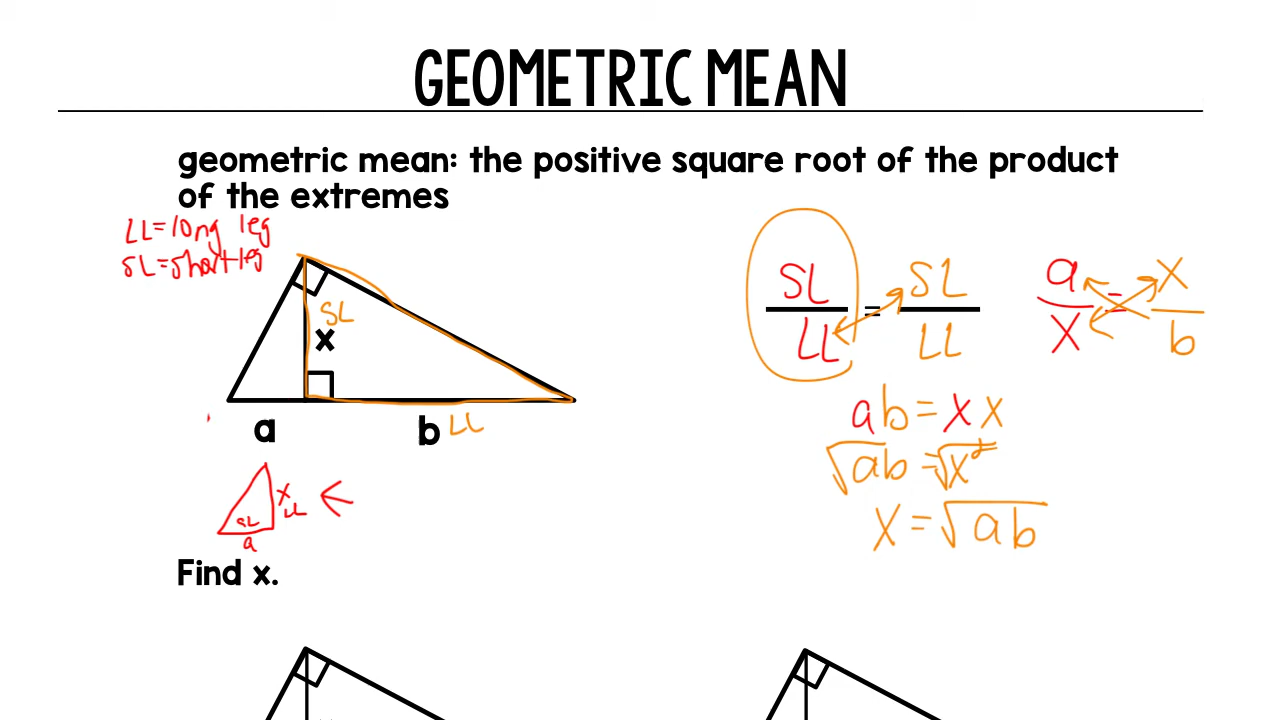 GEOMETRIC MEAN
geometric mean: the positive square root of the product
of the extremes
LL=long leg
SL=short leg
SL
x
a
b LL
x
LL
SL
a
SL = SL
LL LL
a = x
x b
ab = x x
√ab = √x²
x = √ab
Find x.